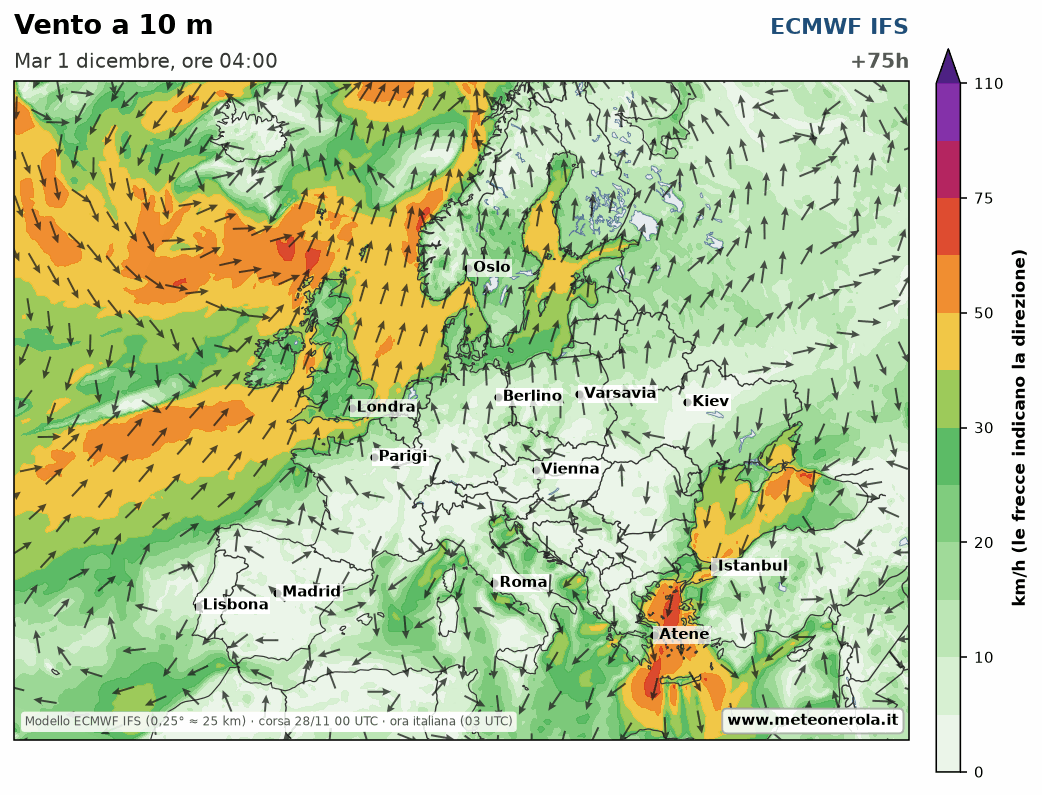 Vento a 10 m
ECMWF IFS
Mar 1 dicembre, ore 04:00
+75h
110
75
50
30
20
10
0
km/h (le frecce indicano la direzione)
Oslo
Berlino
Varsavia
Kiev
Londra
Parigi
Vienna
Istanbul
Roma
Madrid
Lisbona
Atene
Modello ECMWF IFS (0,25° ≈ 25 km) · corsa 28/11 00 UTC · ora italiana (03 UTC)
www.meteonerola.it